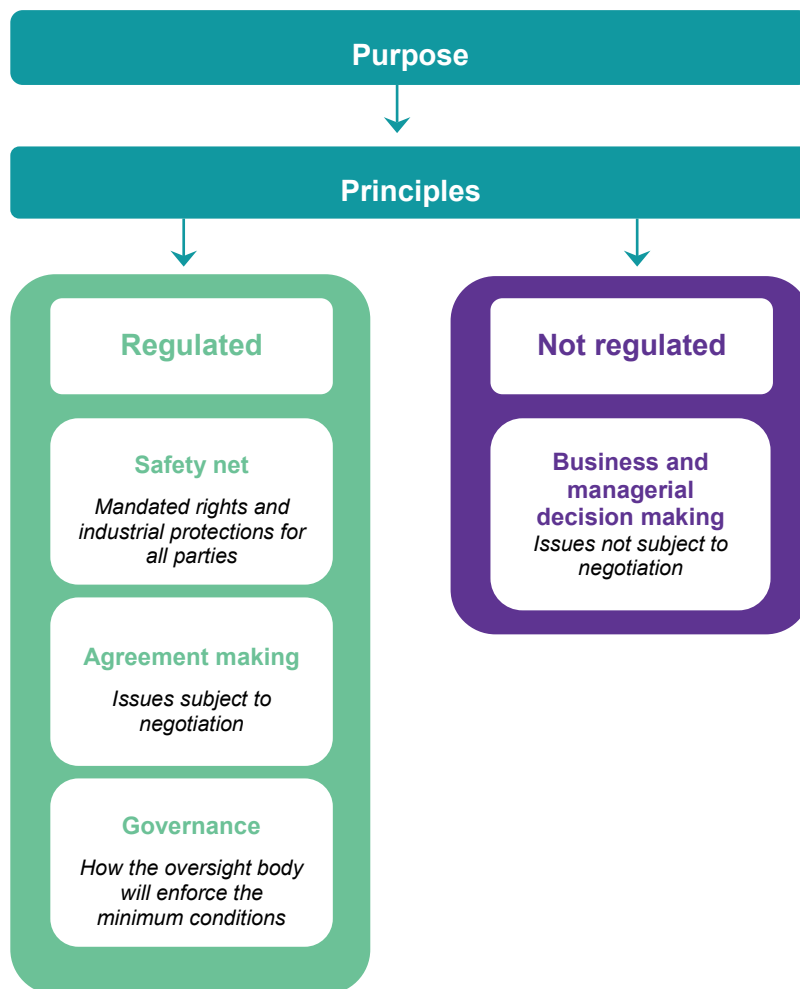 Purpose
Principles
Regulated
Safety net
Mandated rights and
industrial protections for
all parties
Agreement making
Issues subject to
negotiation
Governance
How the oversight body
will enforce the
minimum conditions
Not regulated
Business and
managerial
decision making
Issues not subject to
negotiation